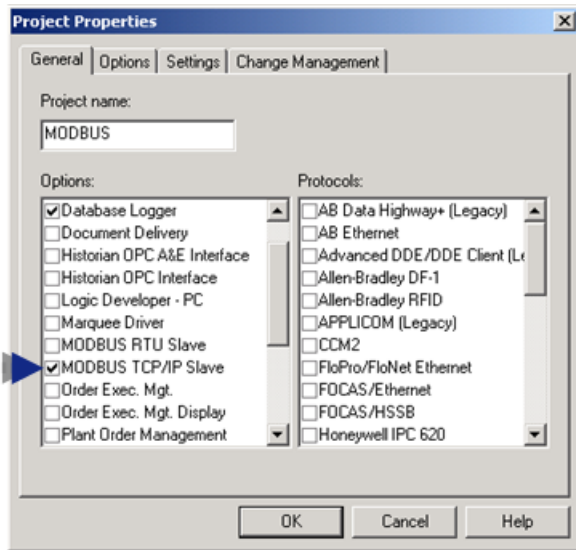 Project Properties
General Options Settings Change Management
Project name:
MODBUS
Options:
Database Logger
Document Delivery
Historian OPC A&E Interface
Historian OPC Interface
Logic Developer - PC
Marquee Driver
MODBUS RTU Slave
MODBUS TCP/IP Slave
Order Exec. Mgt.
Order Exec. Mgt. Display
Plant Order Management
Protocols:
AB Data Highway+ (Legacy)
AB Ethernet
Advanced DDE/DDE Client (Le
Allen-Bradley DF-1
Allen-Bradley RFID
APPLICOM (Legacy)
CCM2
FloPro/FloNet Ethernet
FOCAS/Ethernet
FOCAS/HSSB
Honeywell IPC 620
OK Cancel Help